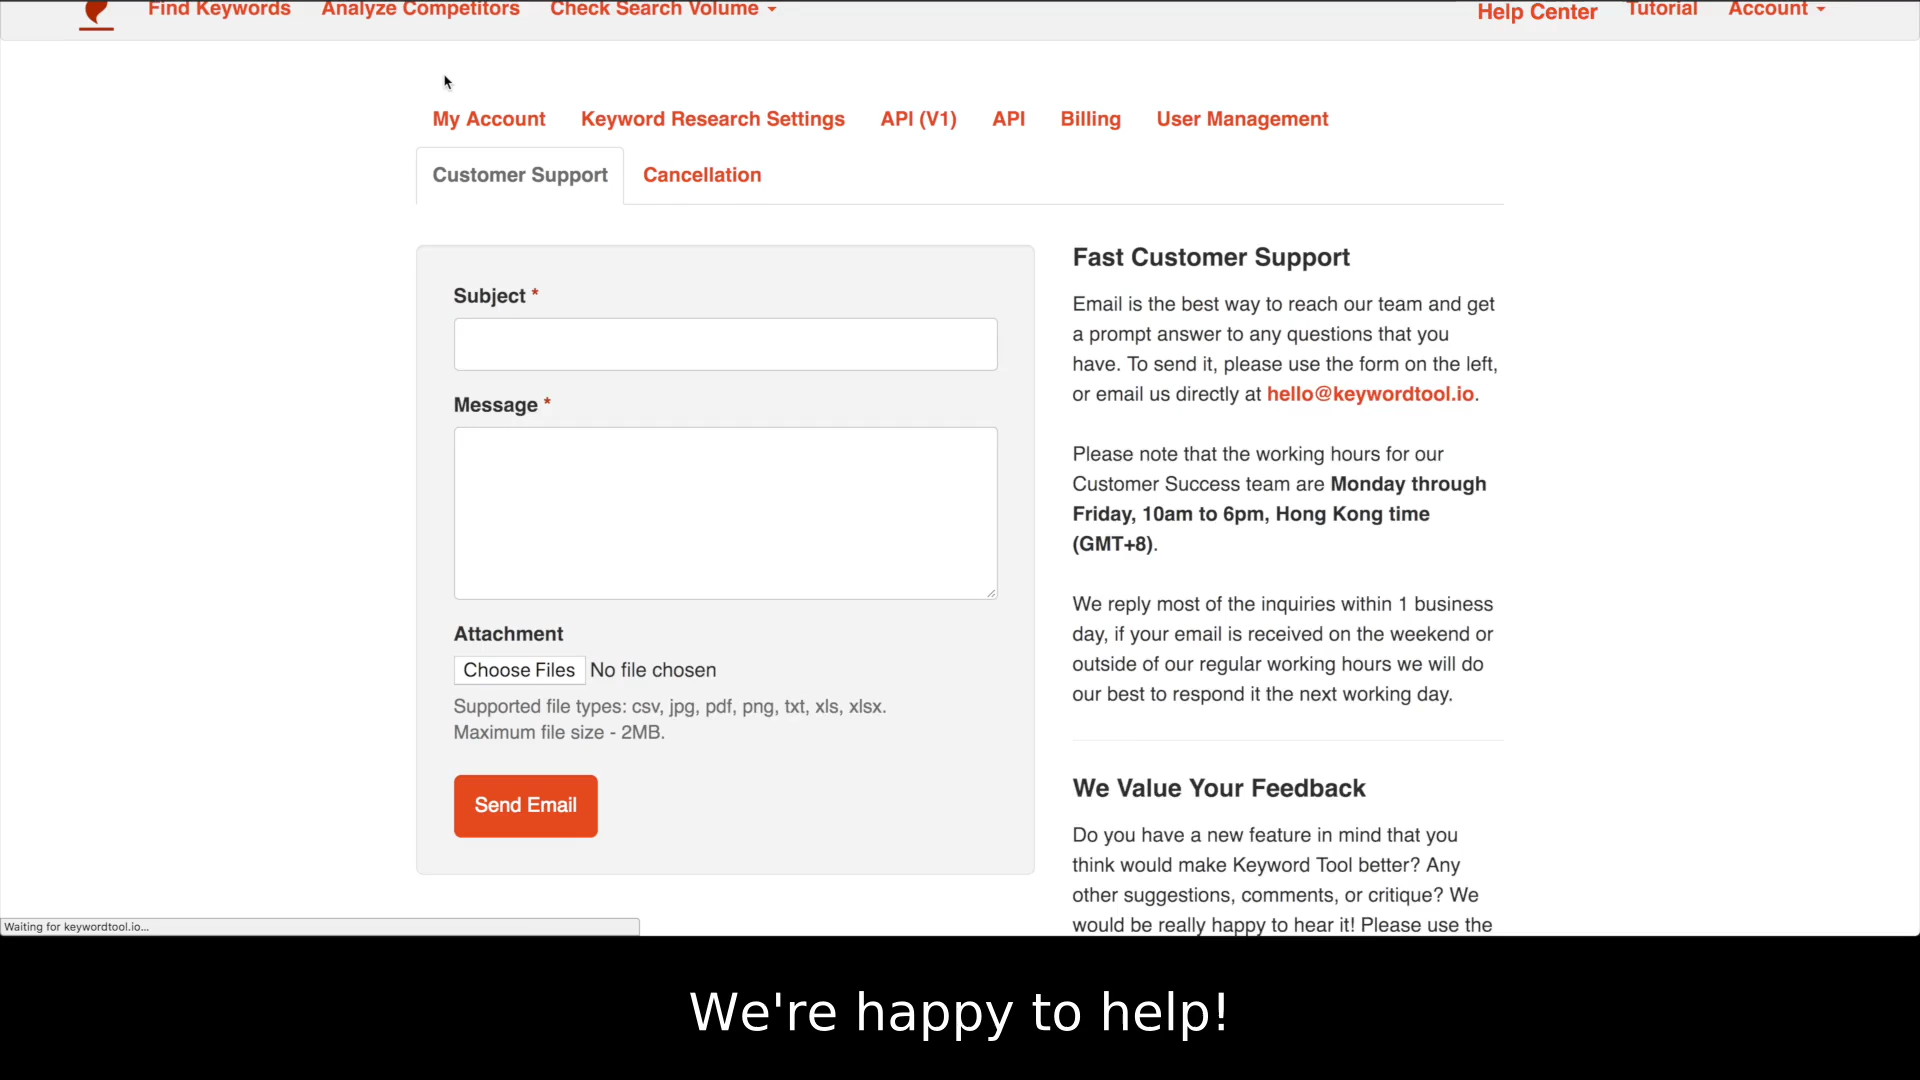 Find Keywords Analyze Competitors Check Search Volume Help Center Tutorial Account
My Account Keyword Research Settings API (V1) API Billing User Management
Customer Support Cancellation
Subject *
Message *
Attachment
Choose Files No file chosen
Supported file types: csv, jpg, pdf, png, txt, xls, xlsx.
Maximum file size - 2MB.
Send Email
Fast Customer Support
Email is the best way to reach our team and get
a prompt answer to any questions that you
have. To send it, please use the form on the left,
or email us directly at hello@keywordtool.io.
Please note that the working hours for our
Customer Success team are Monday through
Friday, 10am to 6pm, Hong Kong time
(GMT+8).
We reply most of the inquiries within 1 business
day, if your email is received on the weekend or
outside of our regular working hours we will do
our best to respond it the next working day.
We Value Your Feedback
Do you have a new feature in mind that you
think would make Keyword Tool better? Any
other suggestions, comments, or critique? We
would be really happy to hear it! Please use the
Waiting for keywordtool.io...
We're happy to help!